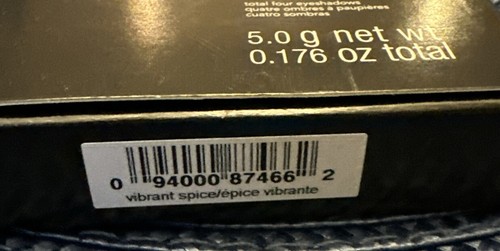 total four eyeshadows
quatre ombres à paupières
cuatro sombras
5.0 g net wt
0.176 oz total
0 94000 87466 2
vibrant spice/épice vibrante